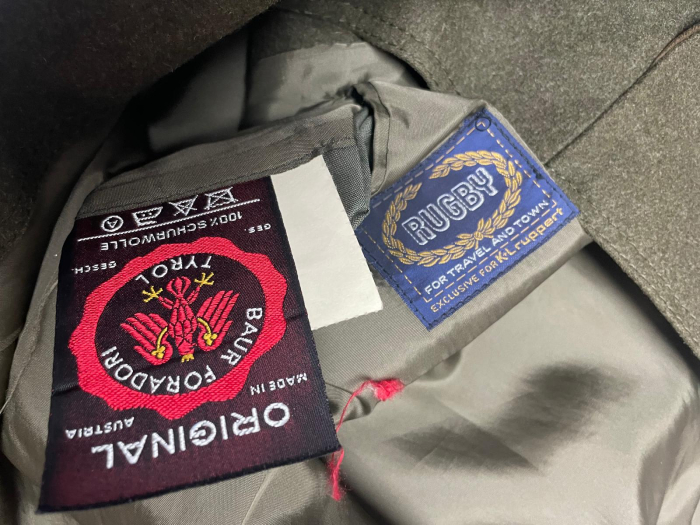 ORIGINAL
MADE IN AUSTRIA
BAUR FORADORI
TYROL
GES. GESCH.
100% SCHURWOLLE
A
RUGBY
FOR TRAVEL AND TOWN
EXCLUSIVE FOR K+L ruppert